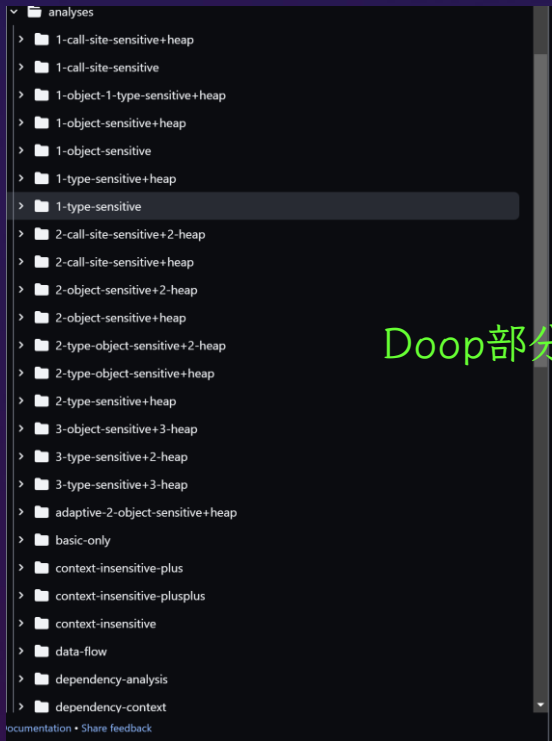 analyses
1-call-site-sensitive+heap
1-call-site-sensitive
1-object-1-type-sensitive+heap
1-object-sensitive+heap
1-object-sensitive
1-type-sensitive+heap
1-type-sensitive
2-call-site-sensitive+2-heap
2-call-site-sensitive+heap
2-object-sensitive+2-heap
2-object-sensitive+heap
Doop部分
2-type-object-sensitive+2-heap
2-type-object-sensitive+heap
2-type-sensitive+heap
3-object-sensitive+3-heap
3-type-sensitive+2-heap
3-type-sensitive+3-heap
adaptive-2-object-sensitive+heap
basic-only
context-insensitive-plus
context-insensitive-plusplus
context-insensitive
data-flow
dependency-analysis
dependency-context
ocumentation • Share feedback